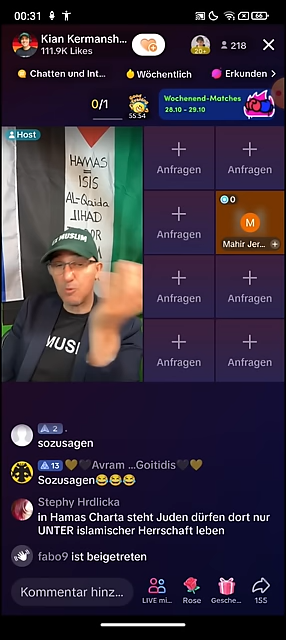 00:31
66
Kian Kermansh...
111.9K Likes
20+
218
Chatten und Int...
Wöchentlich
Erkunden
0/1
55:34
Wochenend-Matches
28.10 - 29.10
Host
HAMAS
=
ISIS
AL-Qaida
JIHAD
MUSLIM
Anfragen
Anfragen
Anfragen
0
M
Mahir Jer...
Anfragen
Anfragen
Anfragen
Anfragen
2 .
sozusagen
13 Avram ...Goitidis
Sozusagen😂😂😂
Stephy Hrdlicka
in Hamas Charta steht Juden dürfen dort nur
UNTER islamischer Herrschaft leben
fabo9 ist beigetreten
Kommentar hinz...
LIVE mi...
Rose
Gesche...
155